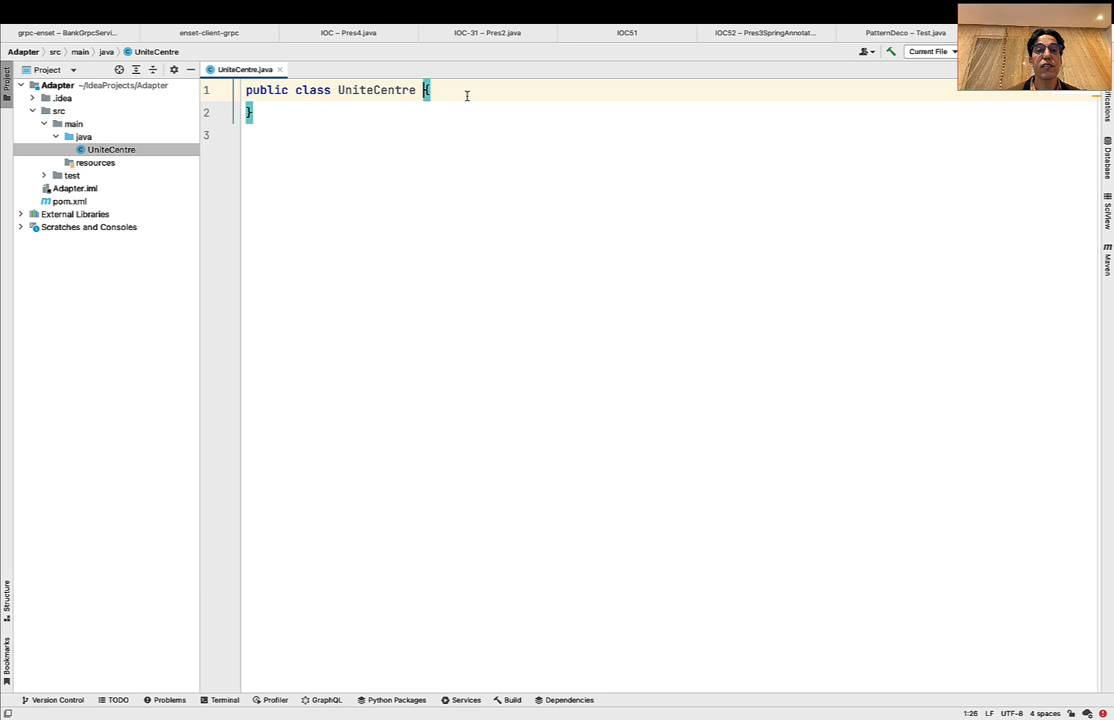 grpc-enset – BankGrpcServi...
enset-client-grpc
IOC – Pres4.java
IOC-31 – Pres2.java
IOC51
IOC52 – Pres3SpringAnnotat...
PatternDeco – Test.java
Adapter
src
main
java
UniteCentre
Current File
Project
UniteCentre.java
Adapter ~/IdeaProjects/Adapter
.idea
src
main
java
UniteCentre
resources
test
Adapter.iml
pom.xml
External Libraries
Scratches and Consoles
1 public class UniteCentre {
2 }
3
Project
Structure
Bookmarks
ifications
Database
SciView
Maven
Version Control
TODO
Problems
Terminal
Profiler
GraphQL
Python Packages
Services
Build
Dependencies
1:26 LF UTF-8 4 spaces